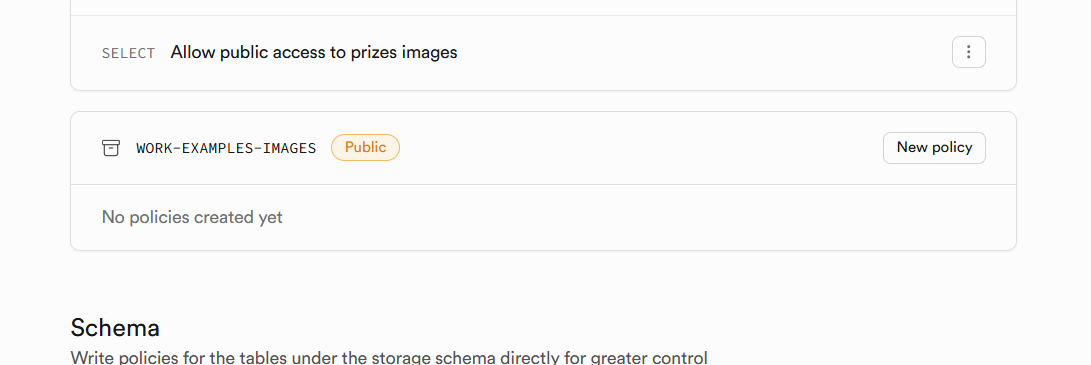 SELECT Allow public access to prizes images
WORK-EXAMPLES-IMAGES Public New policy
No policies created yet
Schema
Write policies for the tables under the storage schema directly for greater control